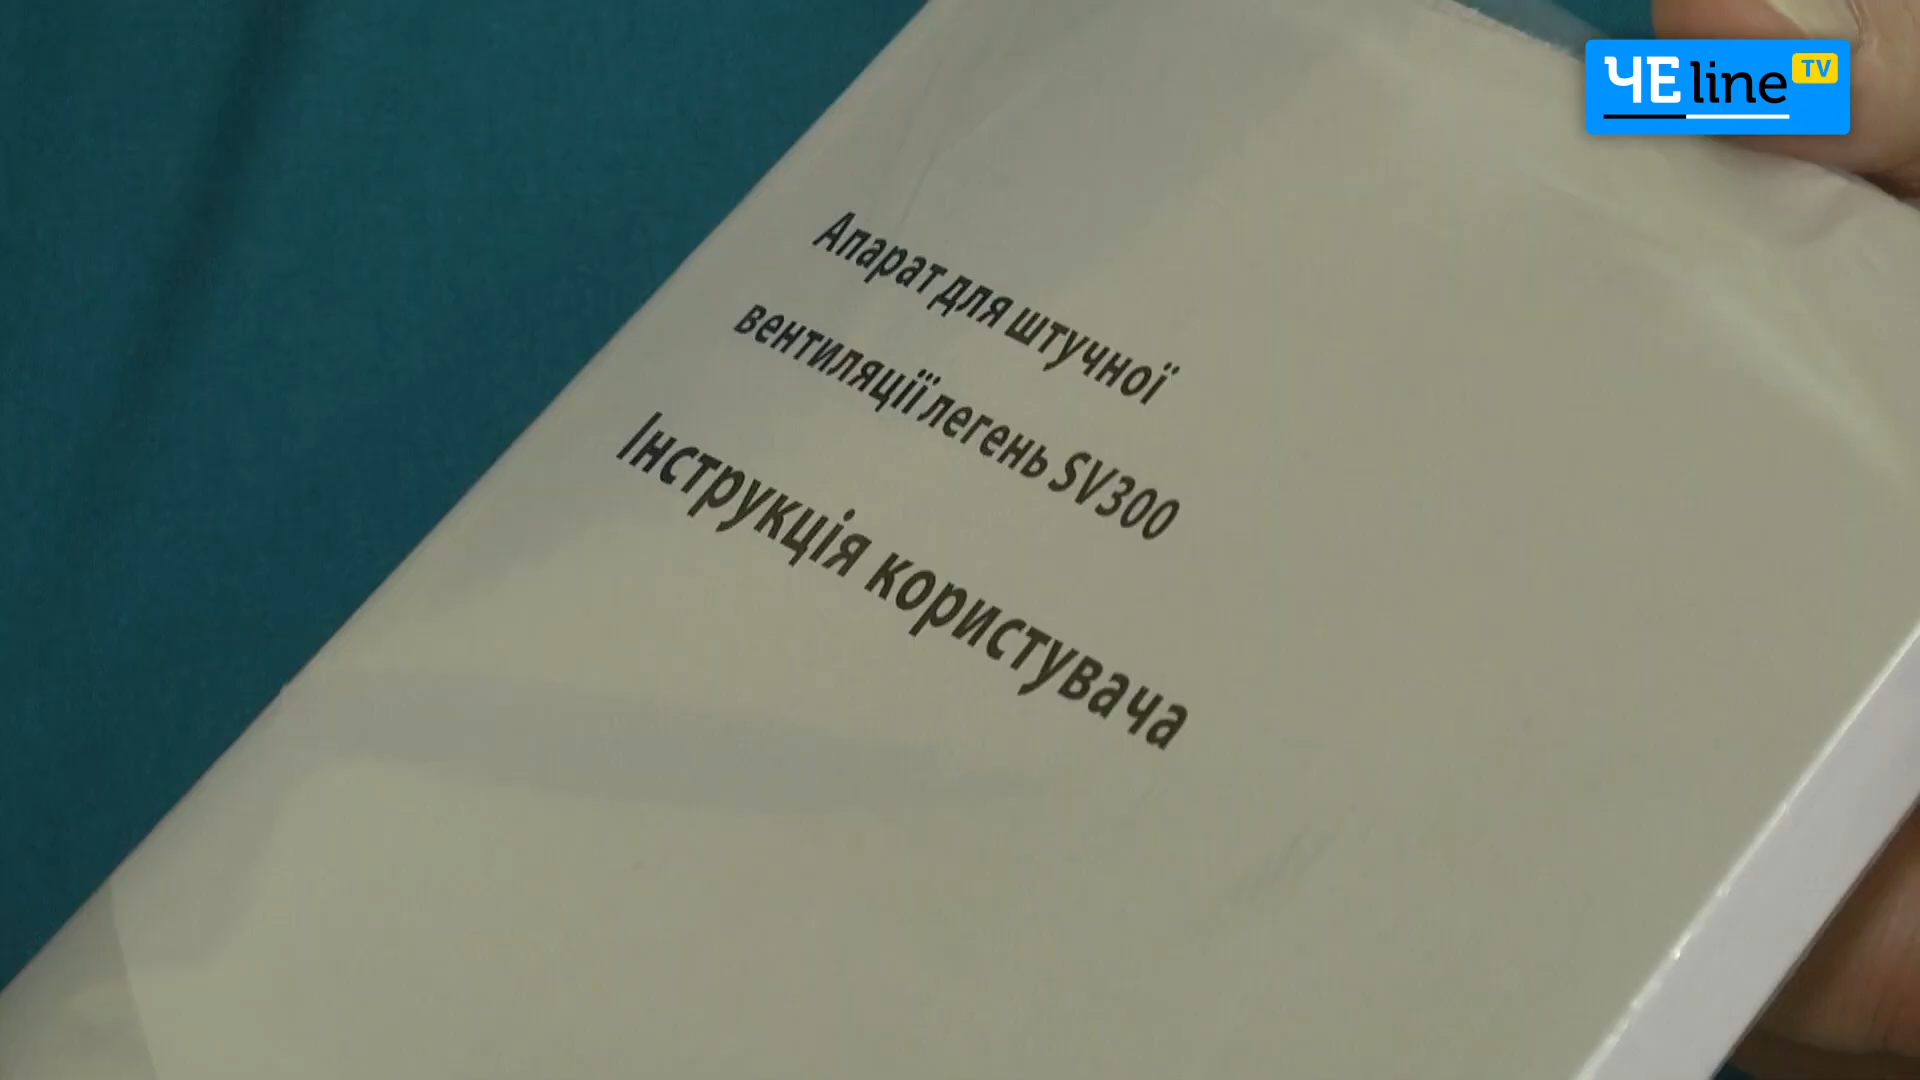 ЧЕ line TV
Апарат для штучної
вентиляції легень SV300
Інструкція користувача